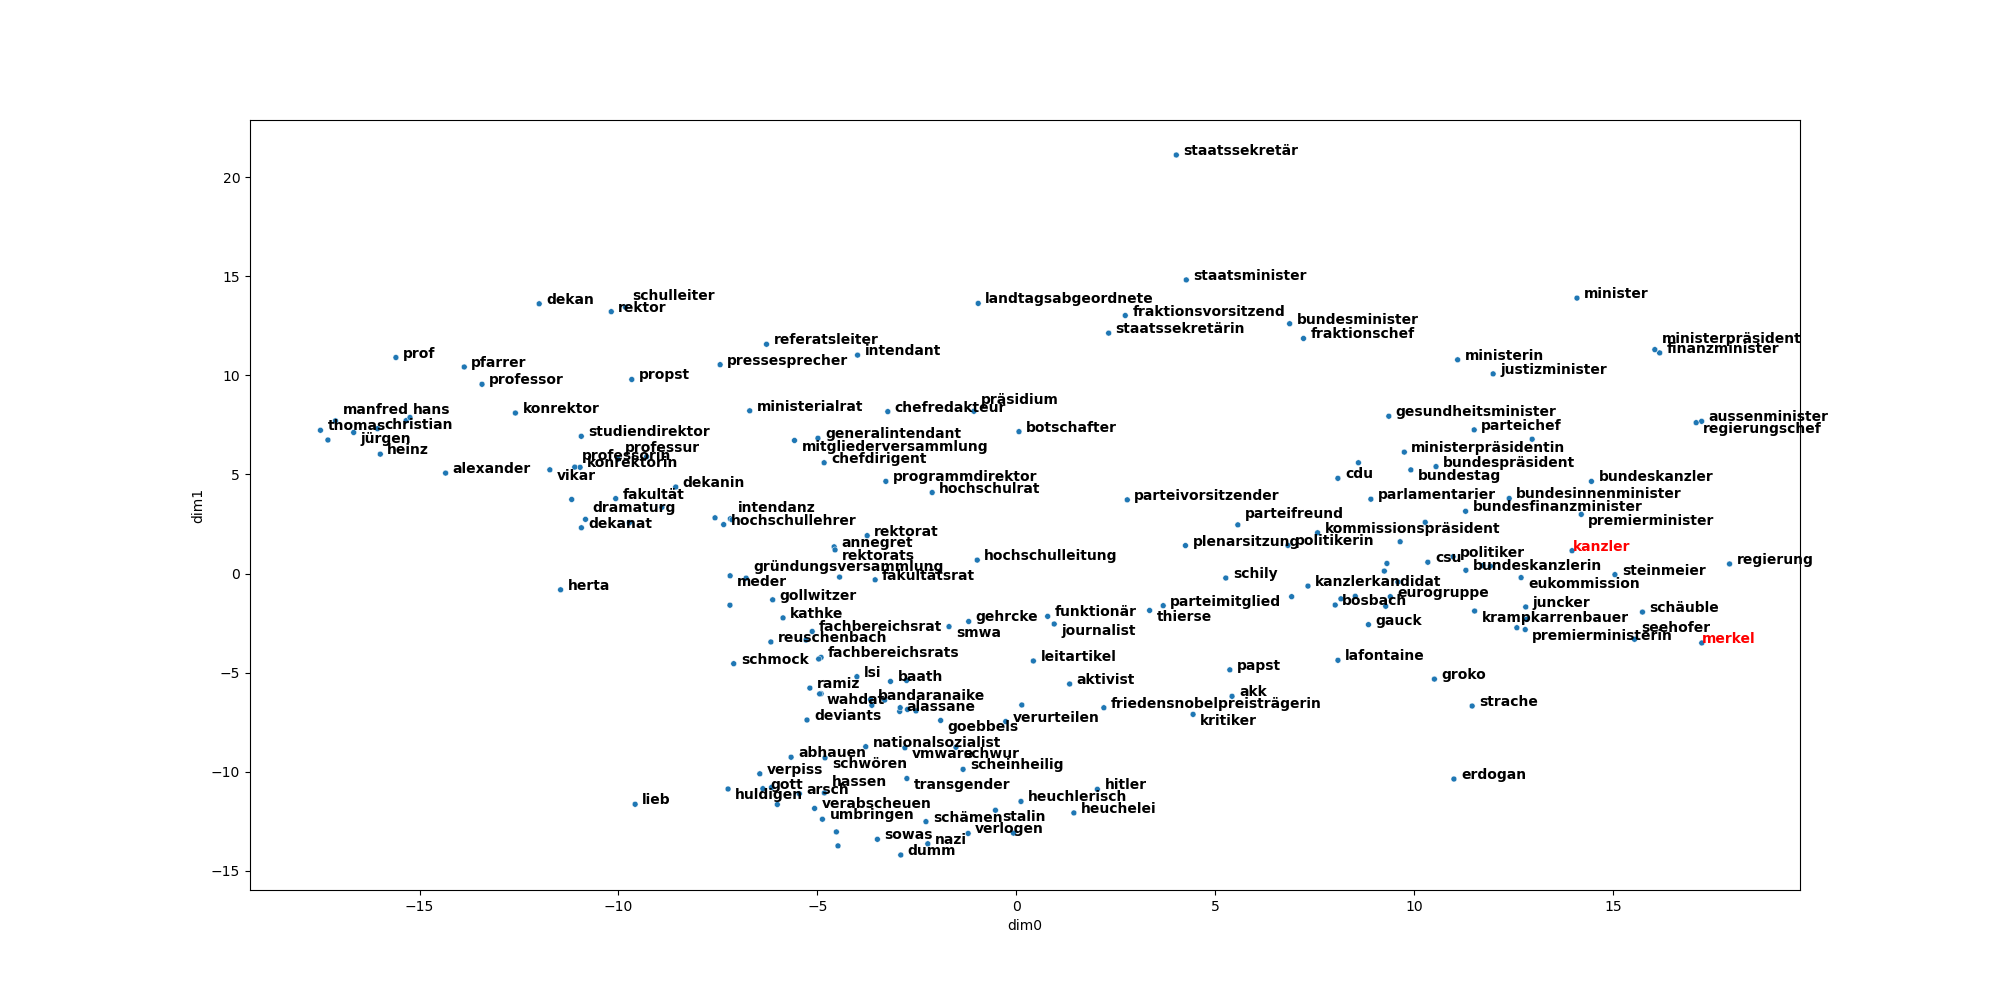 staatssekretär
20
staatsminister
15
minister
schulleiter
dekan
landtagsabgeordnete
rektor
fraktionsvorsitzend
bundesminister
staatssekretärin
fraktionschef
referatsleiter
ministerpräsident
intendant
finanzminister
prof
ministerin
pressesprecher
pfarrer
justizminister
10
propst
professor
präsidium
manfred hans
konrektor
ministerialrat
chefredakteur
gesundheitsminister
aussenminister
thomas
christian
botschafter
parteichef
regierungschef
studiendirektor
generalintendant
jürgen
professur
mitgliederversammlung
ministerpräsidentin
heinz
professorin
chefdirigent
bundespräsident
konrektorin
alexander
cdu
5
vikar
programmdirektor
bundestag
bundeskanzler
dekanin
hochschulrat
fakultät
parteivorsitzender
parlamentarier
bundesinnenminister
dramaturg
intendanz
bundesfinanzminister
dim1
parteifreund
dekanat
hochschullehrer
premierminister
rektorat
kommissionspräsident
annegret
plenarsitzung
politikerin
kanzler
rektorats
hochschulleitung
csu
politiker
regierung
gründungsversammlung
bundeskanzlerin
0
fakultätsrat
schily
steinmeier
herta
meder
kanzlerkandidat
eukommission
gollwitzer
eurogruppe
parteimitglied
bosbach
juncker
kathke
gehrcke
funktionär
thierse
schäuble
fachbereichsrat
smwa
journalist
gauck
krampkarrenbauer
reuschenbach
premierministerin
seehofer
merkel
schmock
fachbereichsrats
leitartikel
lafontaine
papst
−5
lsi
baath
aktivist
groko
ramiz
akk
wahdat
bandaranaike
alassane
friedensnobelpreisträgerin
strache
deviants
goebbels
verurteilen
kritiker
nationalsozialist
abhauen
vmware
schwur
schwören
scheinheilig
−10
verpiss
erdogan
gott
hassen
transgender
hitler
huldigen
arsch
heuchlerisch
lieb
verabscheuen
heuchelei
umbringen
schämen
stalin
sowas
verlogen
nazi
dumm
−15
−15
−10
−5
0
5
10
15
dim0